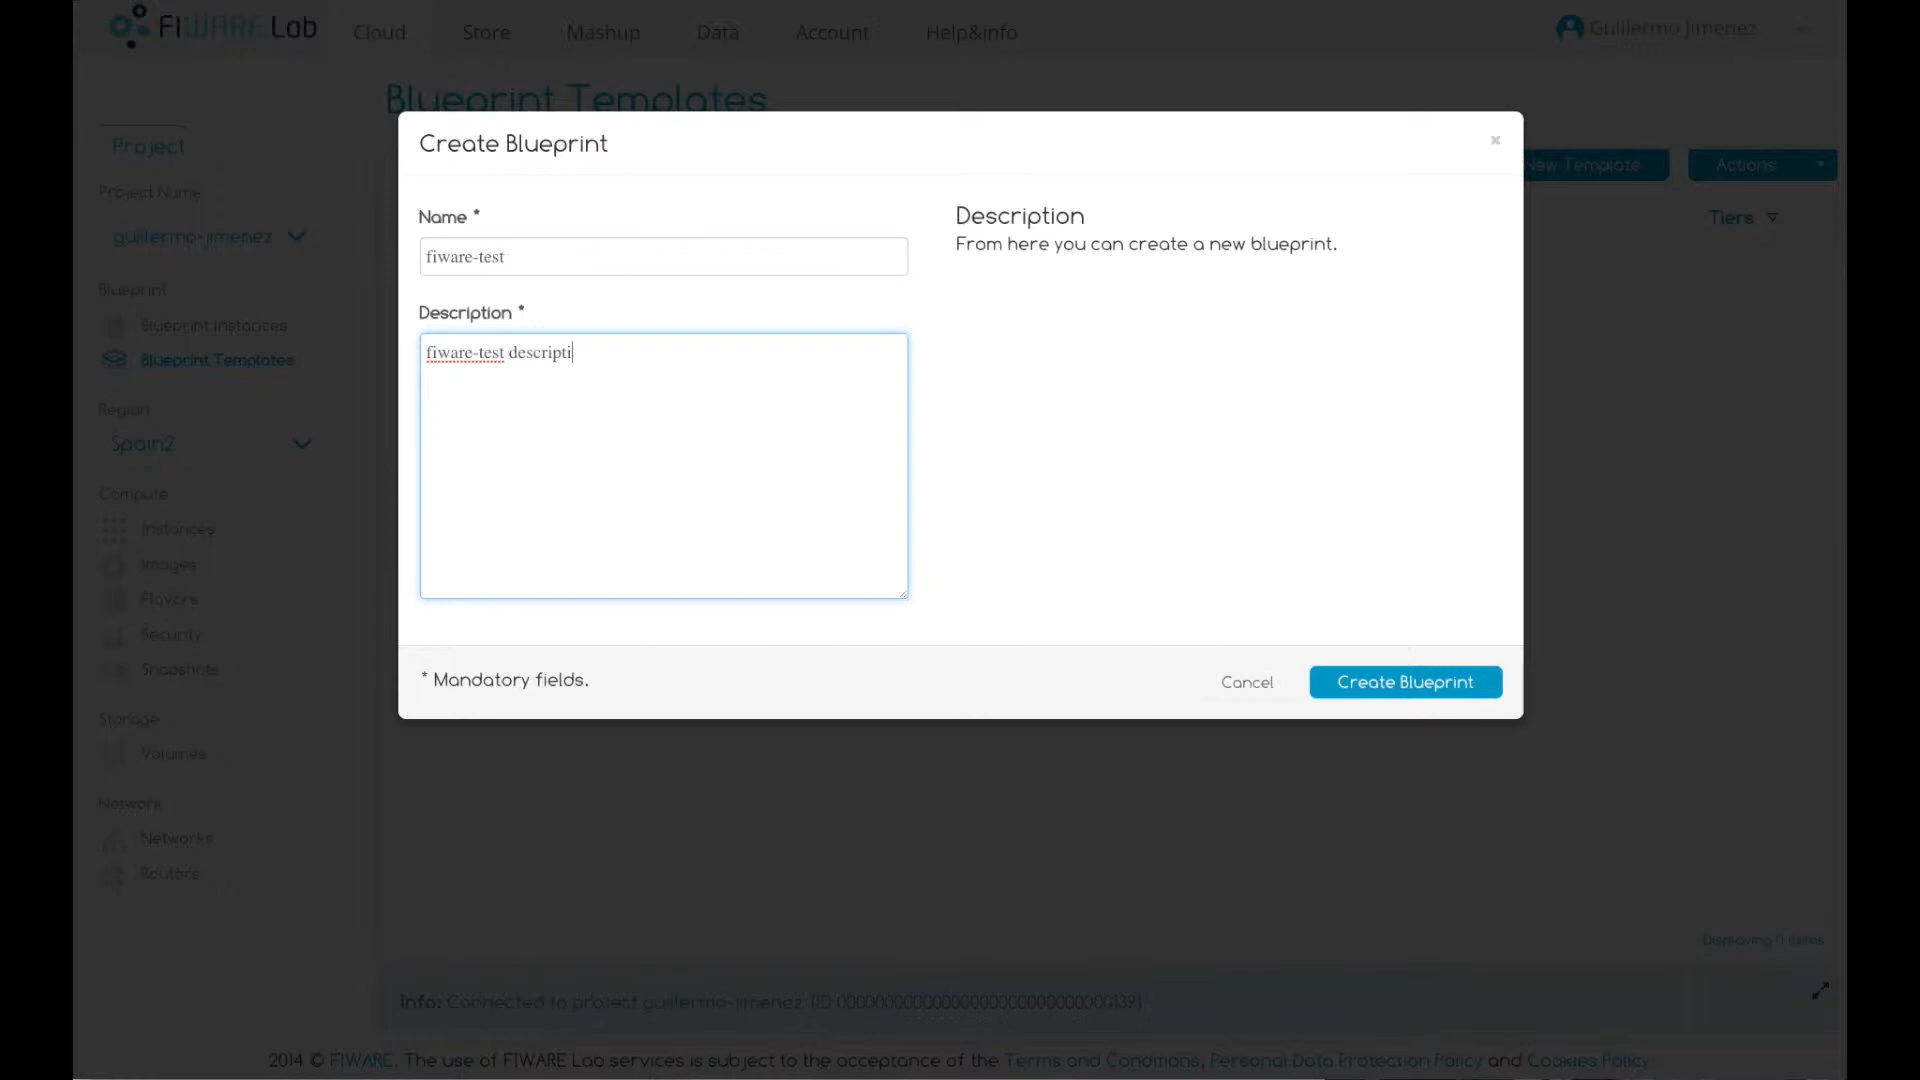 FIWARE Lab
Cloud
Store
Mashup
Data
Account
Help&info
Guillermo Jimenez
Blueprint Templates
Project
Project Name
guillermo-jimenez
Blueprint
Blueprint Instances
Blueprint Templates
Region
Spain2
Compute
Instances
Images
Flavors
Security
Snapshots
Storage
Volumes
Network
Networks
Routers
New Template
Actions
Tiers
Create Blueprint
Name *
fiware-test
Description *
fiware-test descripti
Description
From here you can create a new blueprint.
* Mandatory fields.
Cancel
Create Blueprint
Displaying 0 items
Info: Connected to project guillermo-jimenez
2014 © FIWARE. The use of FIWARE Lab services is subject to the acceptance of the Terms and Conditions, Personal Data Protection Policy and Cookies Policy